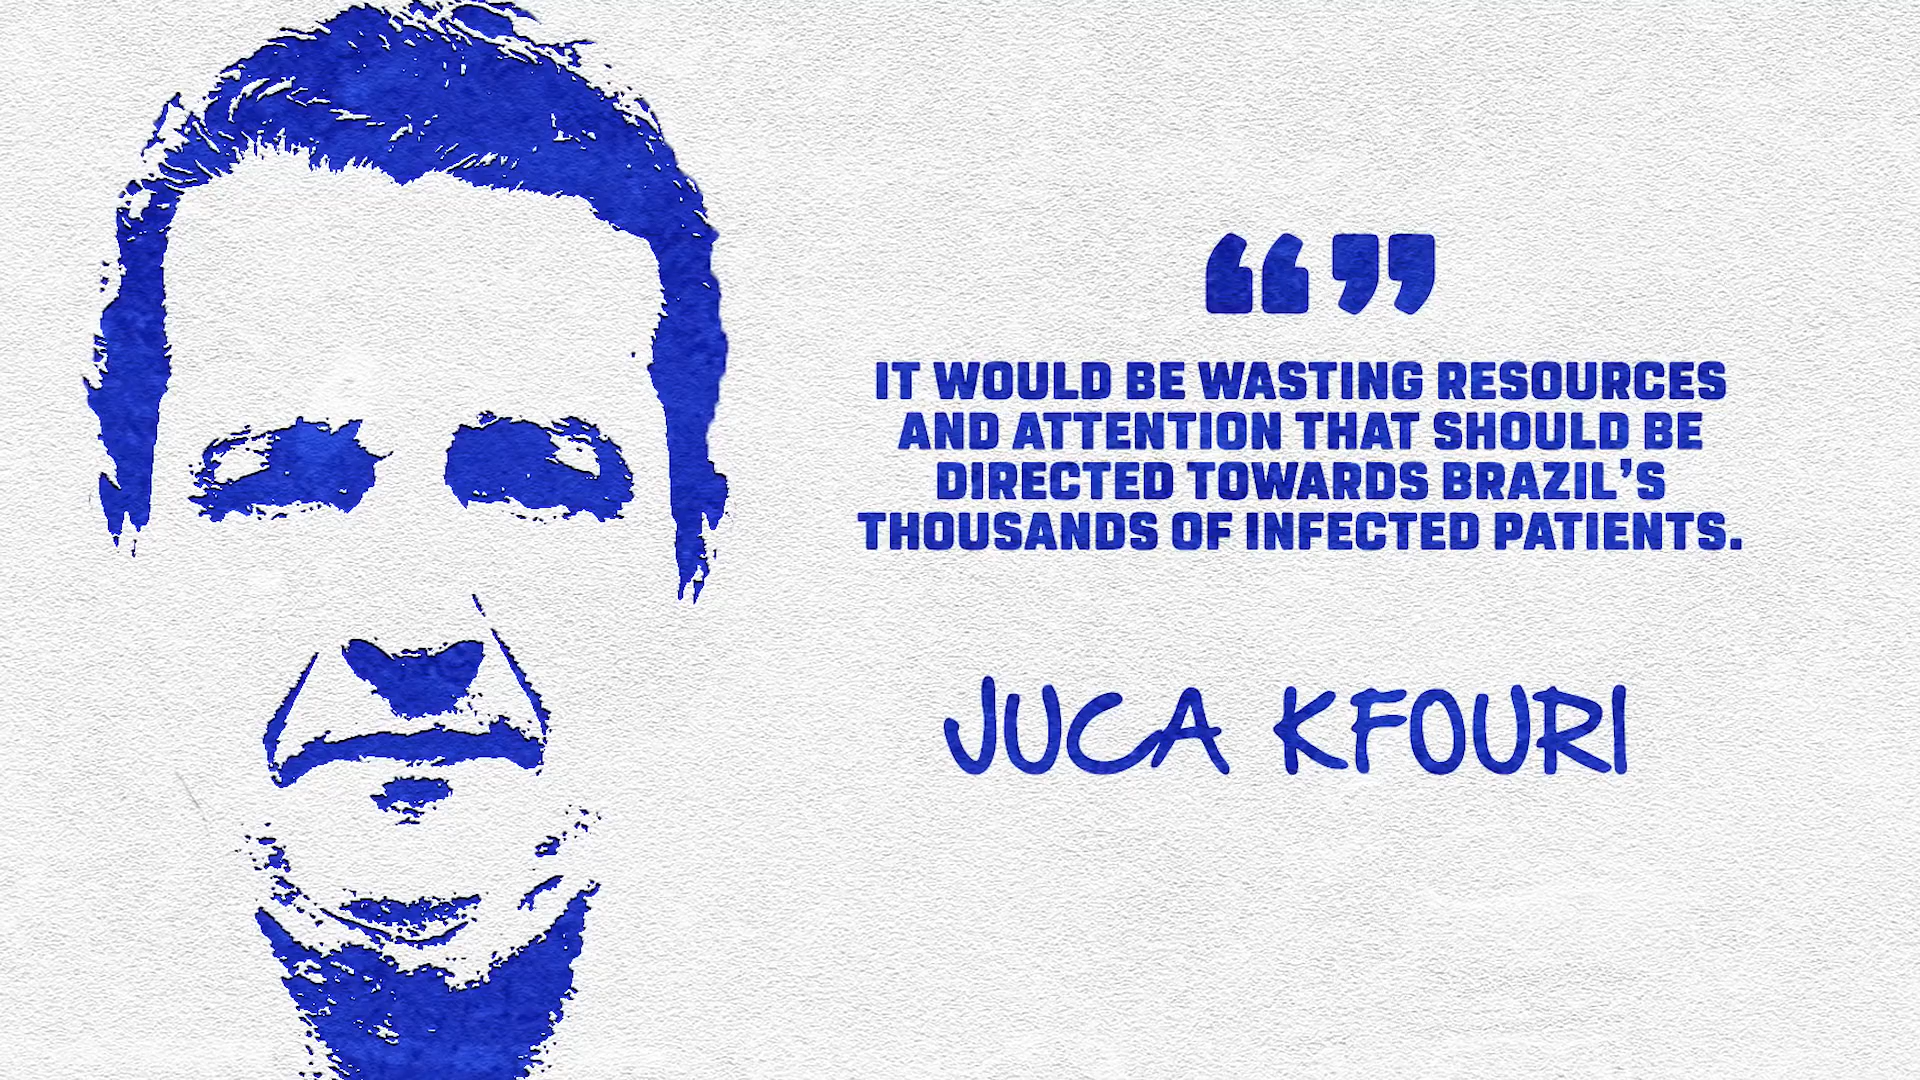 “ ”
IT WOULD BE WASTING RESOURCES
AND ATTENTION THAT SHOULD BE
DIRECTED TOWARDS BRAZIL’S
THOUSANDS OF INFECTED PATIENTS.
JUCA KFOURI